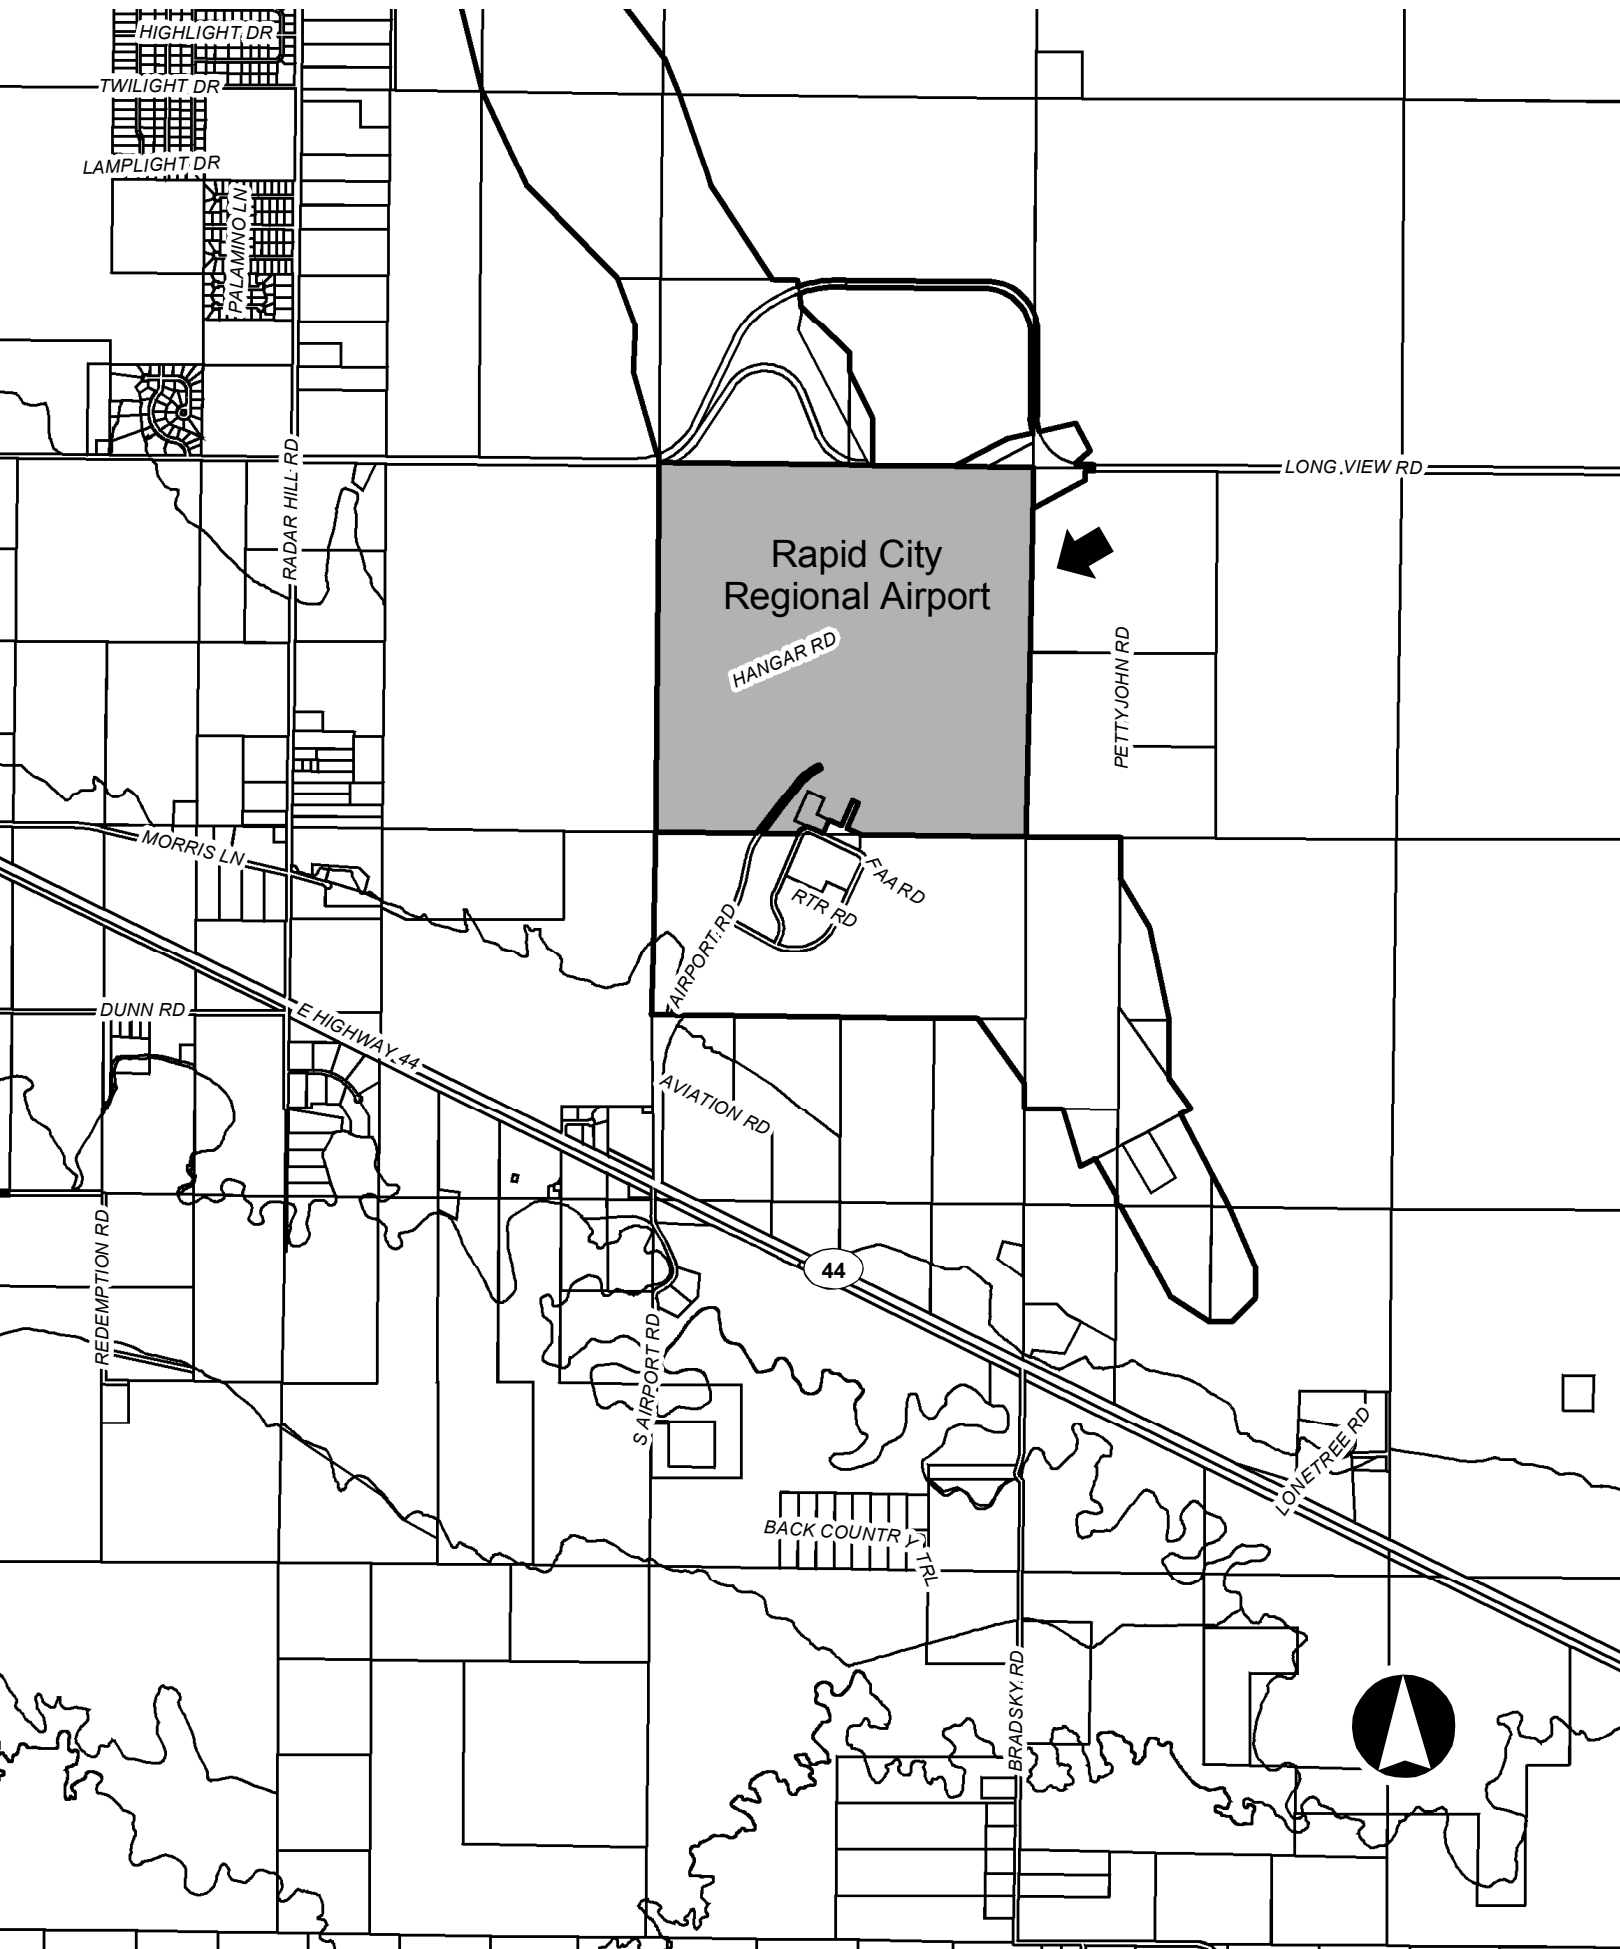 HIGHLIGHT DR
TWILIGHT DR
LAMPLIGHT DR
PALAMINO LN
RADAR HILL RD
LONG VIEW RD
Rapid City
Regional Airport
HANGAR RD
PETTYJOHN RD
MORRIS LN
FAA RD
RTR RD
AIRPORT RD
DUNN RD
E HIGHWAY 44
AVIATION RD
REDEMPTION RD
44
S AIRPORT RD
LONETREE RD
BACK COUNTRY TRL
BRADSKY RD